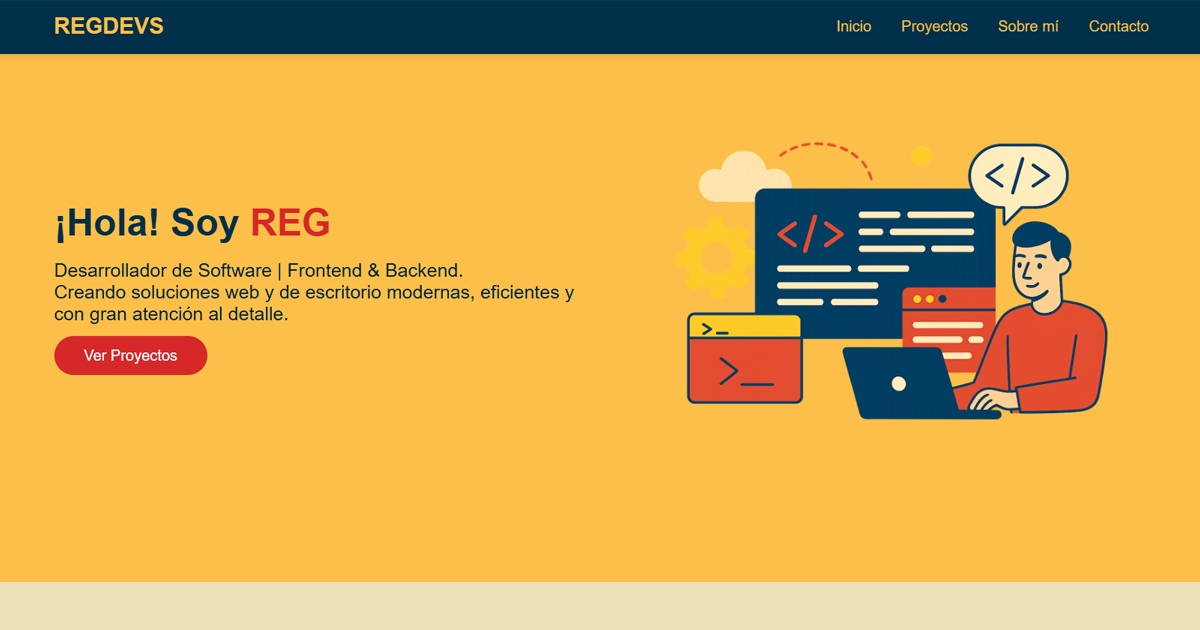 REGDEVS
Inicio Proyectos Sobre mí Contacto
</>
¡Hola! Soy REG
</>
Desarrollador de Software | Frontend & Backend.
Creando soluciones web y de escritorio modernas, eficientes y
con gran atención al detalle.
>_
Ver Proyectos
>_